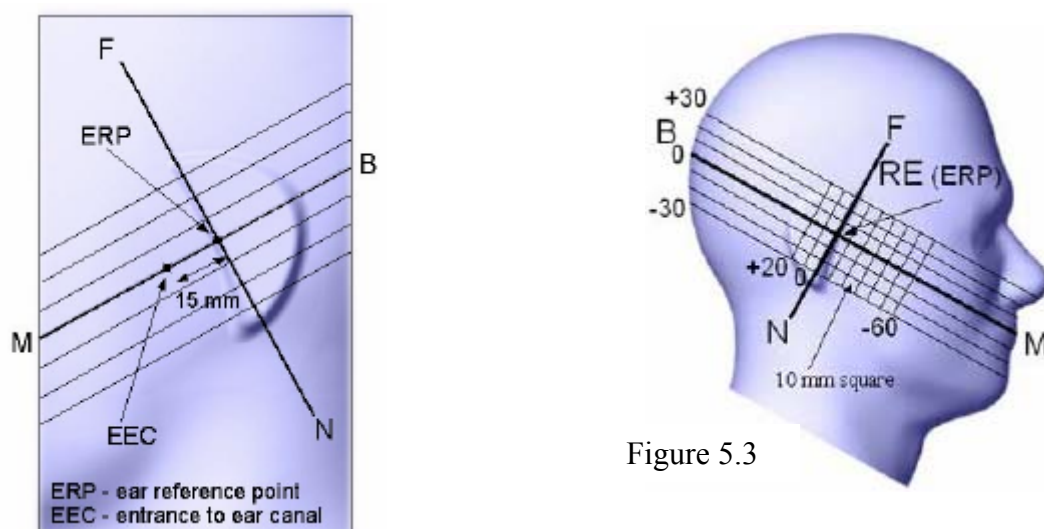 F
ERP
B
15 mm
M
EEC
N
ERP - ear reference point
EEC - entrance to ear canal
+30
B
0
F
RE (ERP)
-30
+20
0
N
-60
M
10 mm square
Figure 5.3